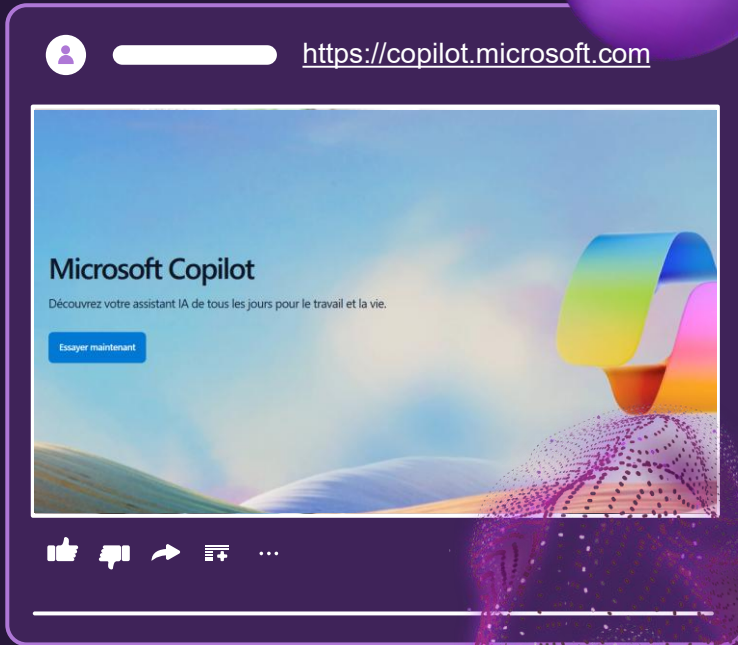 https://copilot.microsoft.com
Microsoft Copilot
Découvrez votre assistant IA de tous les jours pour le travail et la vie.
Essayer maintenant